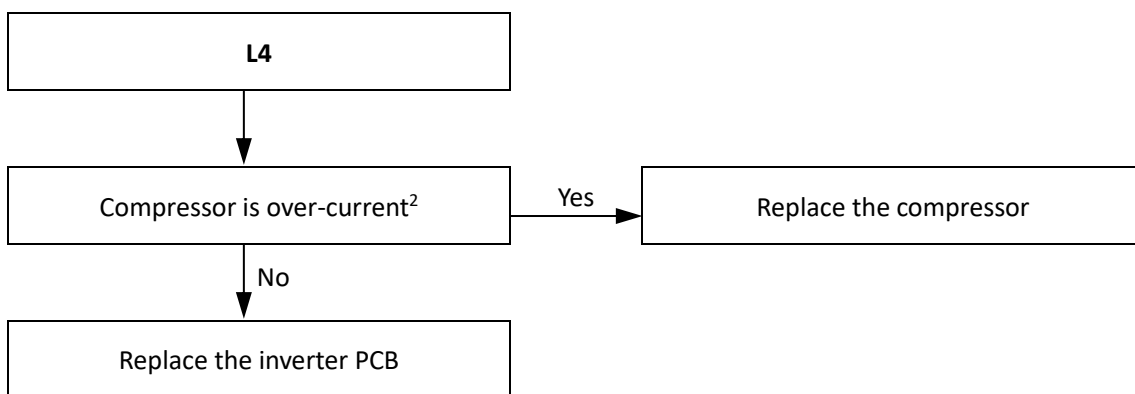 L4
Compressor is over-current²
Yes
Replace the compressor
No
Replace the inverter PCB